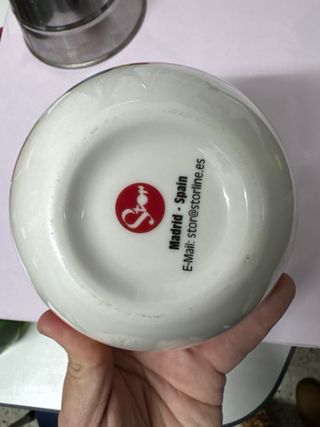 Stor
Madrid - Spain
E-Mail: stor@storline.es